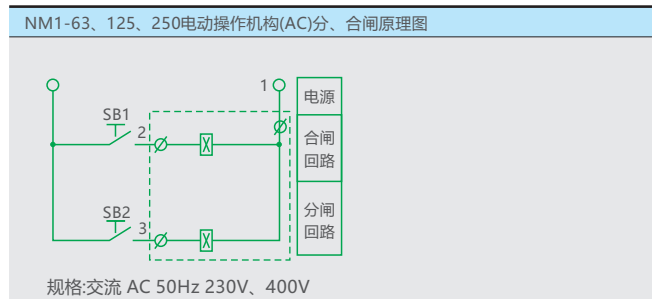 NM1-63、125、250电动操作机构(AC)分、合闸原理图
1
电源
SB1
2
合闸
回路
SB2
3
分闸
回路
规格:交流 AC 50Hz 230V、400V